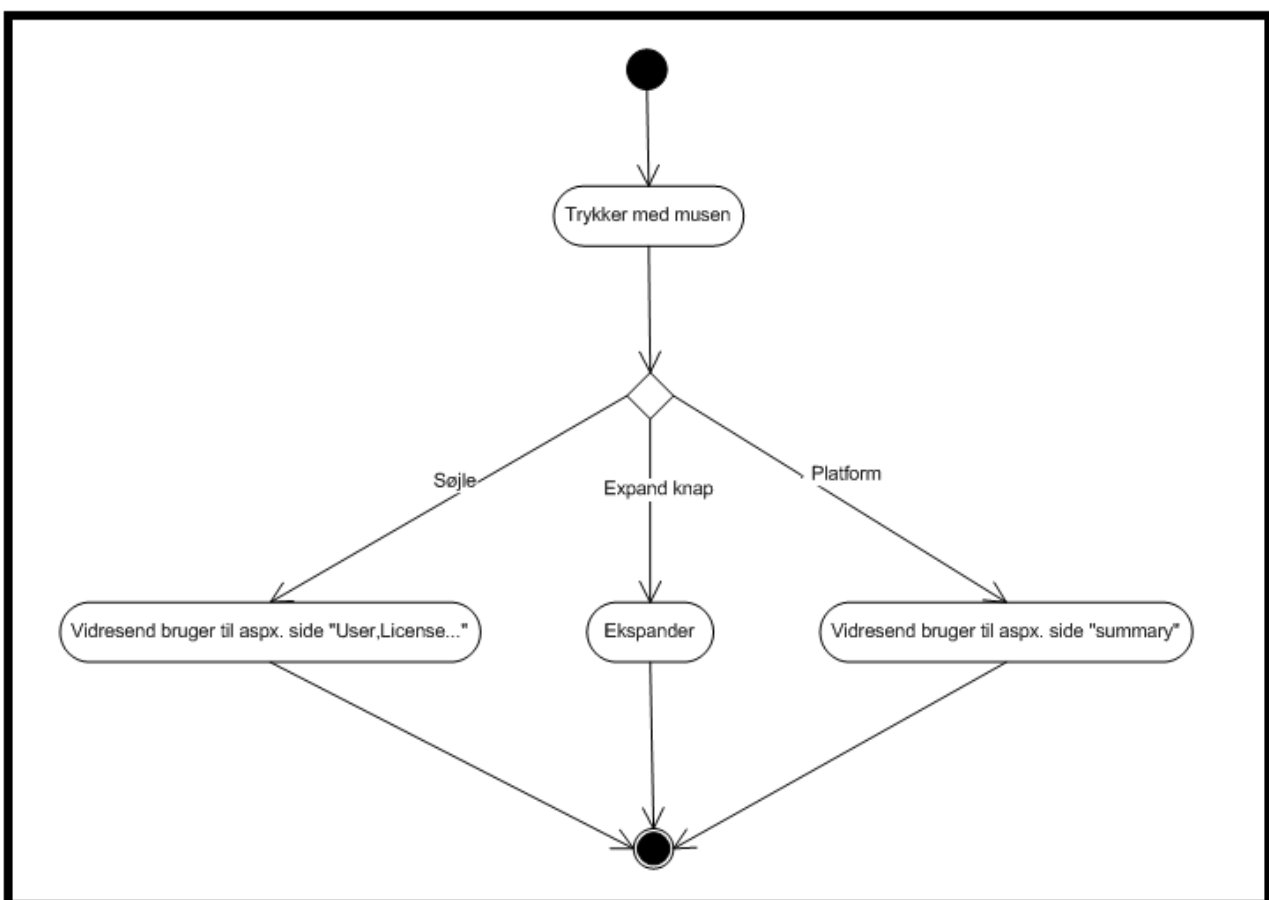 Trykker med musen
Søjle
Expand knap
Platform
Vidresend bruger til aspx. side "User,License..."
Ekspander
Vidresend bruger til aspx. side "summary"